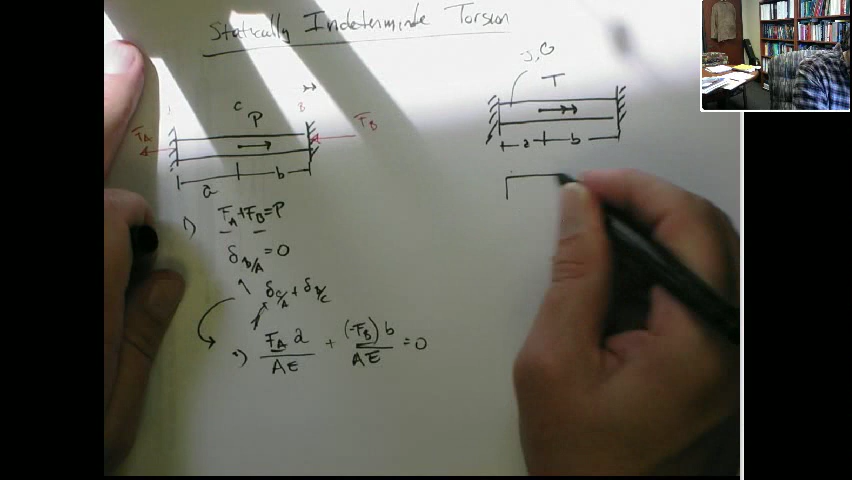 Statically Indeterminate Torsion
J, G
T
C B
P
F_A F_B
a b
a b
1) F_A + F_B = P
δ_B/A = 0
δ_C/A + δ_B/C
2) F_A a / AE + (-F_B) b / AE = 0